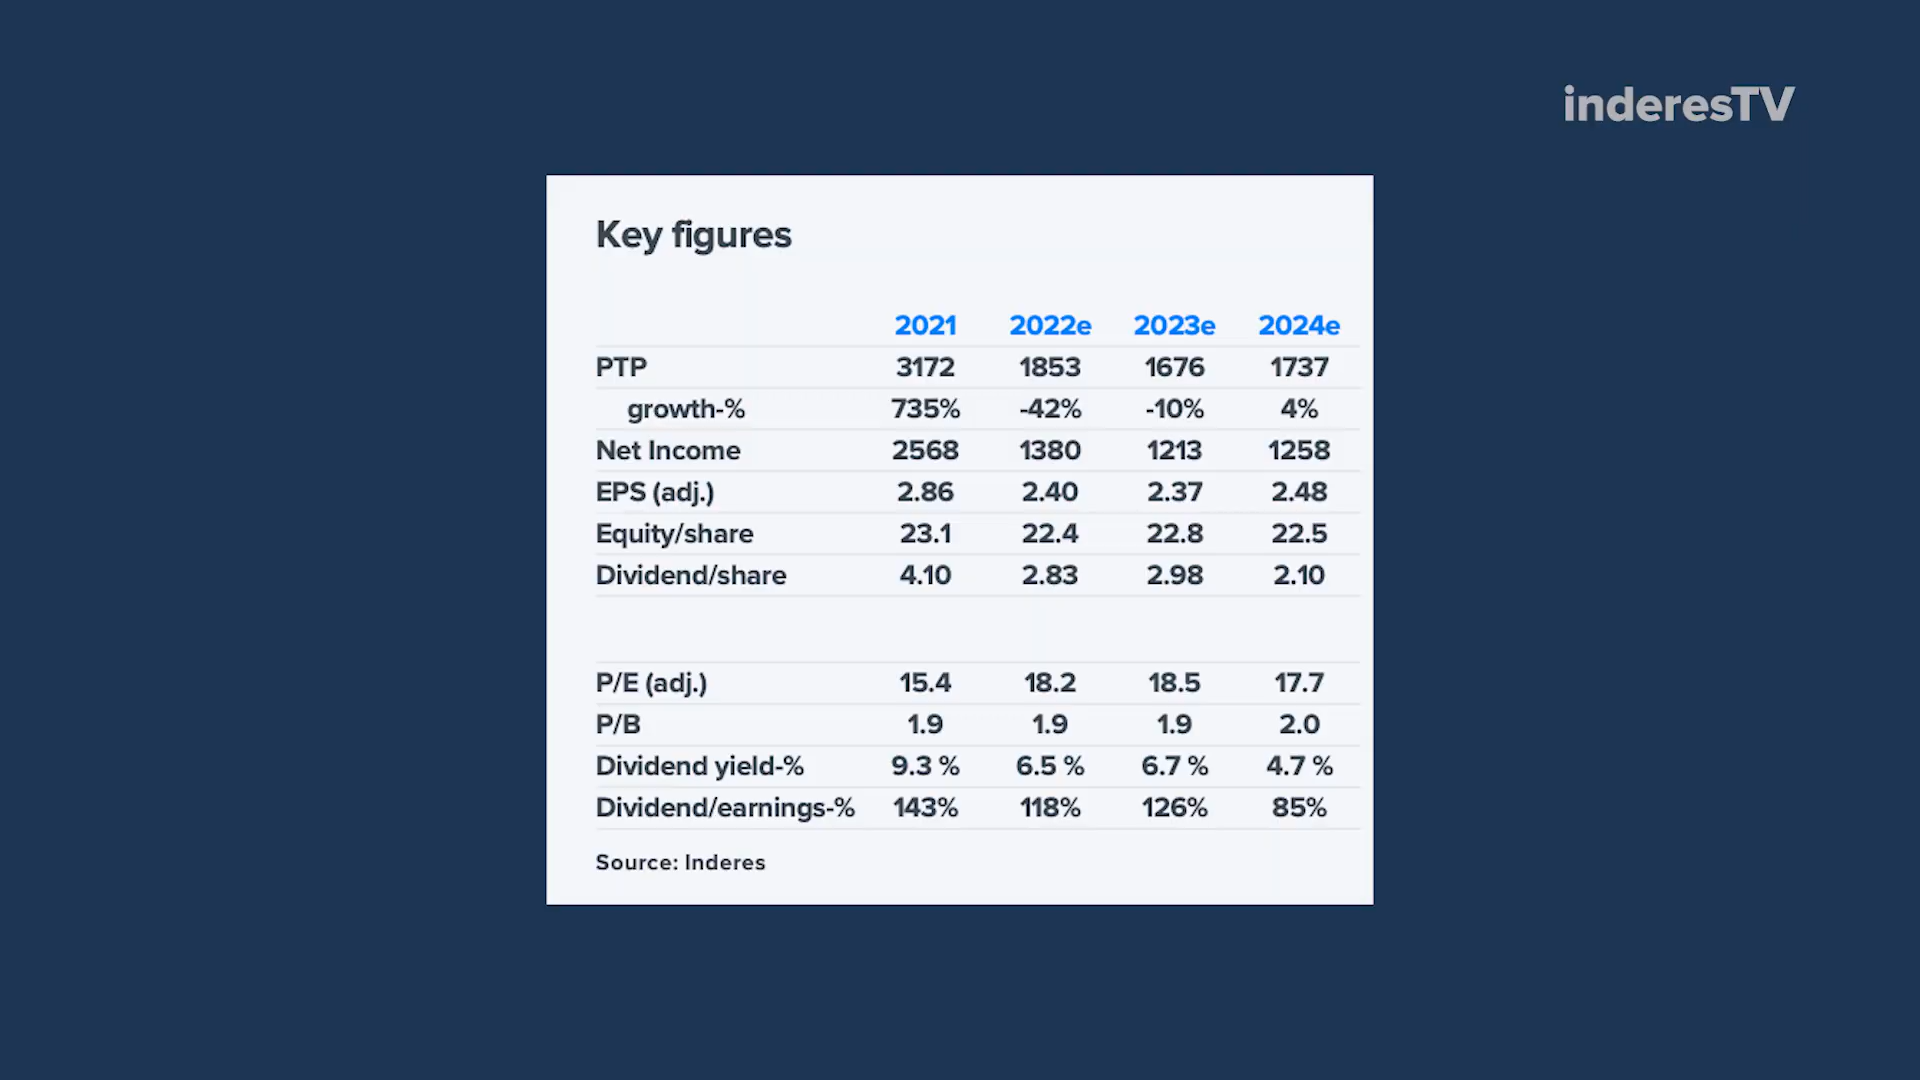 inderesTV
Key figures
2021 2022e 2023e 2024e
PTP 3172 1853 1676 1737
growth-% 735% -42% -10% 4%
Net Income 2568 1380 1213 1258
EPS (adj.) 2.86 2.40 2.37 2.48
Equity/share 23.1 22.4 22.8 22.5
Dividend/share 4.10 2.83 2.98 2.10
P/E (adj.) 15.4 18.2 18.5 17.7
P/B 1.9 1.9 1.9 2.0
Dividend yield-% 9.3 % 6.5 % 6.7 % 4.7 %
Dividend/earnings-% 143% 118% 126% 85%
Source: Inderes